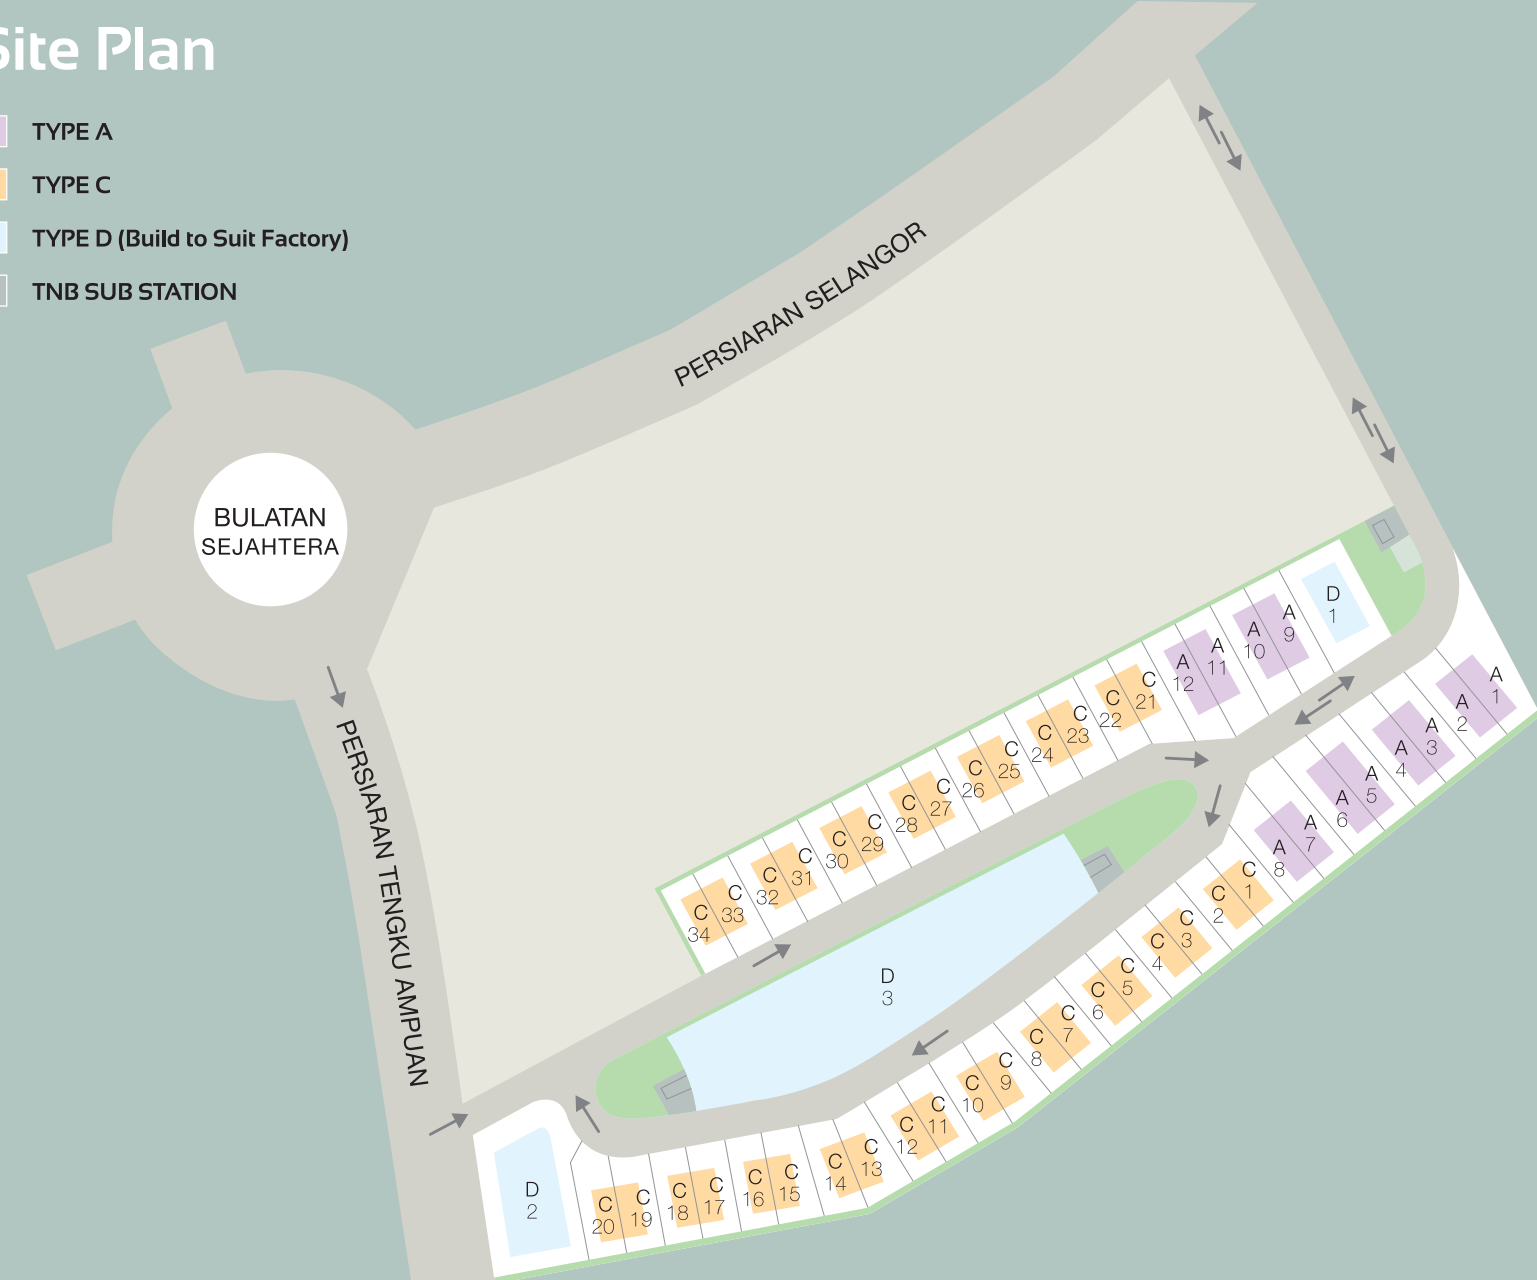 Site Plan
TYPE A
TYPE C
TYPE D (Build to Suit Factory)
TNB SUB STATION
PERSIARAN SELANGOR
BULATAN
SEJAHTERA
PERSIARAN TENGKU AMPUAN
D
1
A
9
A
10
A
11
A
12
C
21
C
22
C
23
C
24
C
25
C
26
C
27
C
28
C
29
C
30
C
31
C
32
C
33
C
34
A
1
A
2
A
3
A
4
A
5
A
6
A
7
A
8
C
1
C
2
C
3
C
4
C
5
C
6
C
7
C
8
C
9
C
10
C
11
C
12
C
13
C
14
C
15
C
16
C
17
C
18
C
19
C
20
D
3
D
2